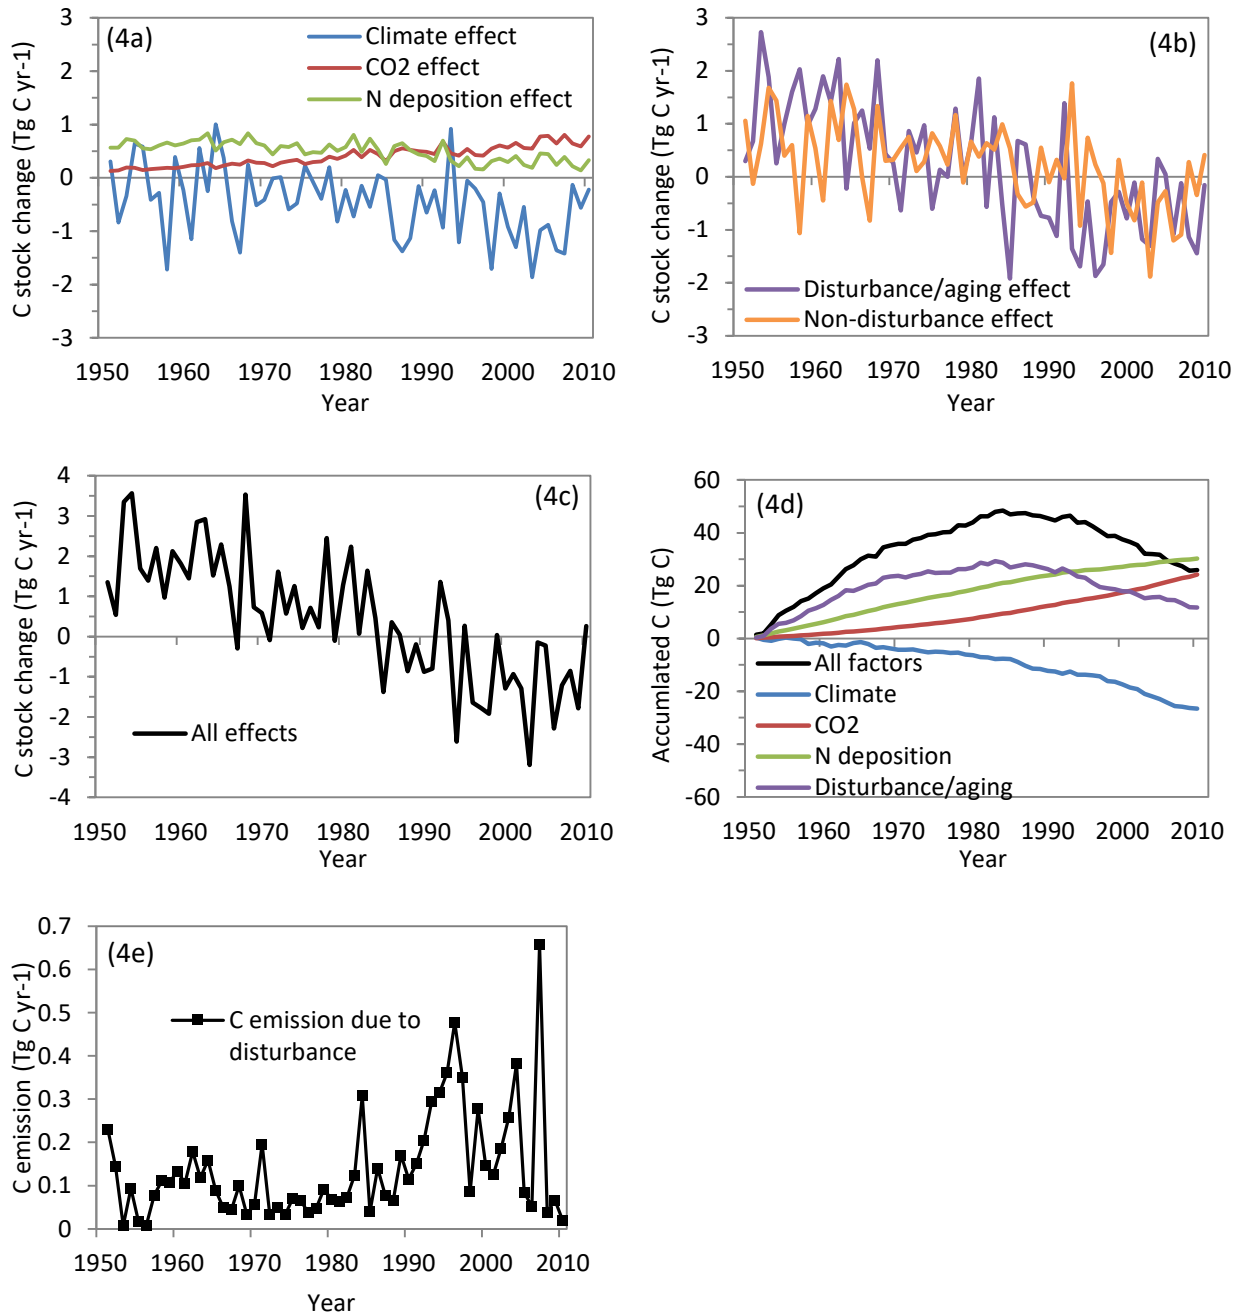 (4a)
C stock change (Tg C yr-1)
3
2
1
0
-1
-2
-3
Climate effect
CO2 effect
N deposition effect
1950 1960 1970 1980 1990 2000 2010
Year
(4b)
C stock change (Tg C yr-1)
3
2
1
0
-1
-2
-3
Disturbance/aging effect
Non-disturbance effect
1950 1960 1970 1980 1990 2000 2010
Year
(4c)
C stock change (Tg C yr-1)
4
3
2
1
0
-1
-2
-3
-4
All effects
1950 1960 1970 1980 1990 2000 2010
Year
(4d)
Accumlated C (Tg C)
60
40
20
0
-20
-40
-60
All factors
Climate
CO2
N deposition
Disturbance/aging
1950 1960 1970 1980 1990 2000 2010
Year
(4e)
C emission (Tg C yr-1)
0.7
0.6
0.5
0.4
0.3
0.2
0.1
0
C emission due to
disturbance
1950 1960 1970 1980 1990 2000 2010
Year